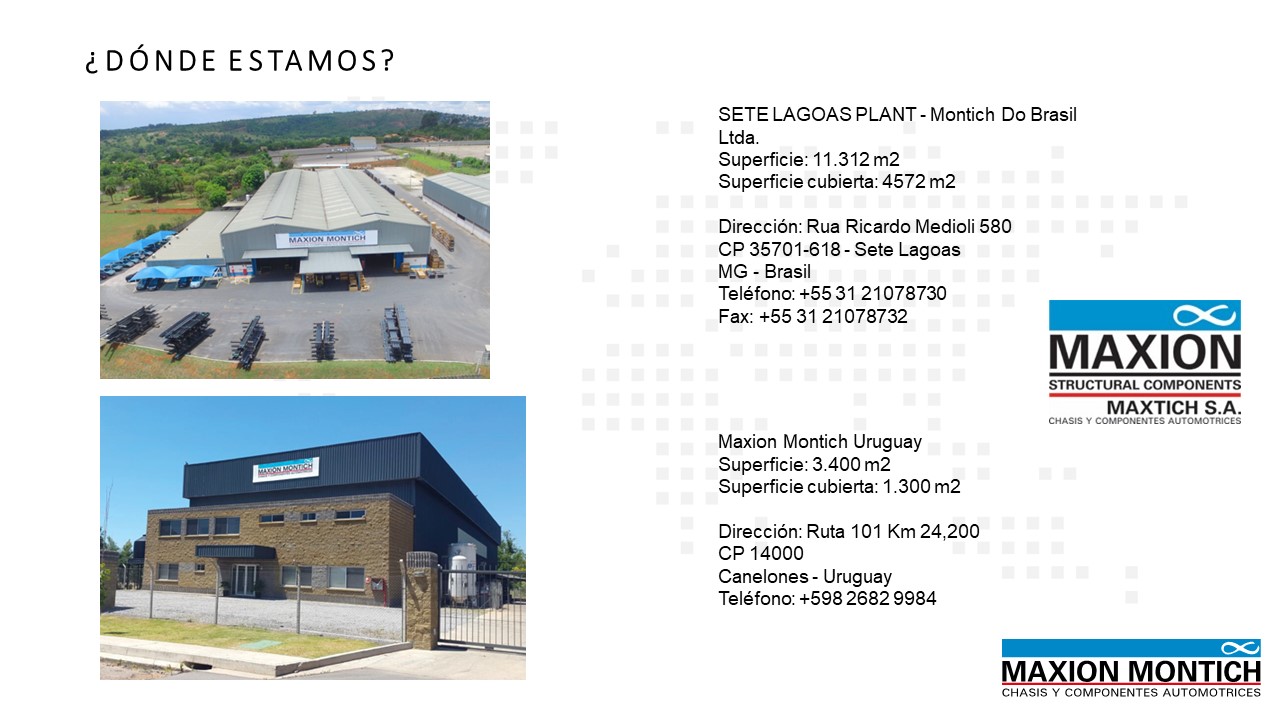 ¿DÓNDE ESTAMOS?
MAXION MONTICH
SETE LAGOAS PLANT - Montich Do Brasil
Ltda.
Superficie: 11.312 m2
Superficie cubierta: 4572 m2
Dirección: Rua Ricardo Medioli 580
CP 35701-618 - Sete Lagoas
MG - Brasil
Teléfono: +55 31 21078730
Fax: +55 31 21078732
MAXION
STRUCTURAL COMPONENTS
MAXTICH S.A.
CHASIS Y COMPONENTES AUTOMOTRICES
MAXION MONTICH
Maxion Montich Uruguay
Superficie: 3.400 m2
Superficie cubierta: 1.300 m2
Dirección: Ruta 101 Km 24,200
CP 14000
Canelones - Uruguay
Teléfono: +598 2682 9984
MAXION MONTICH
CHASIS Y COMPONENTES AUTOMOTRICES